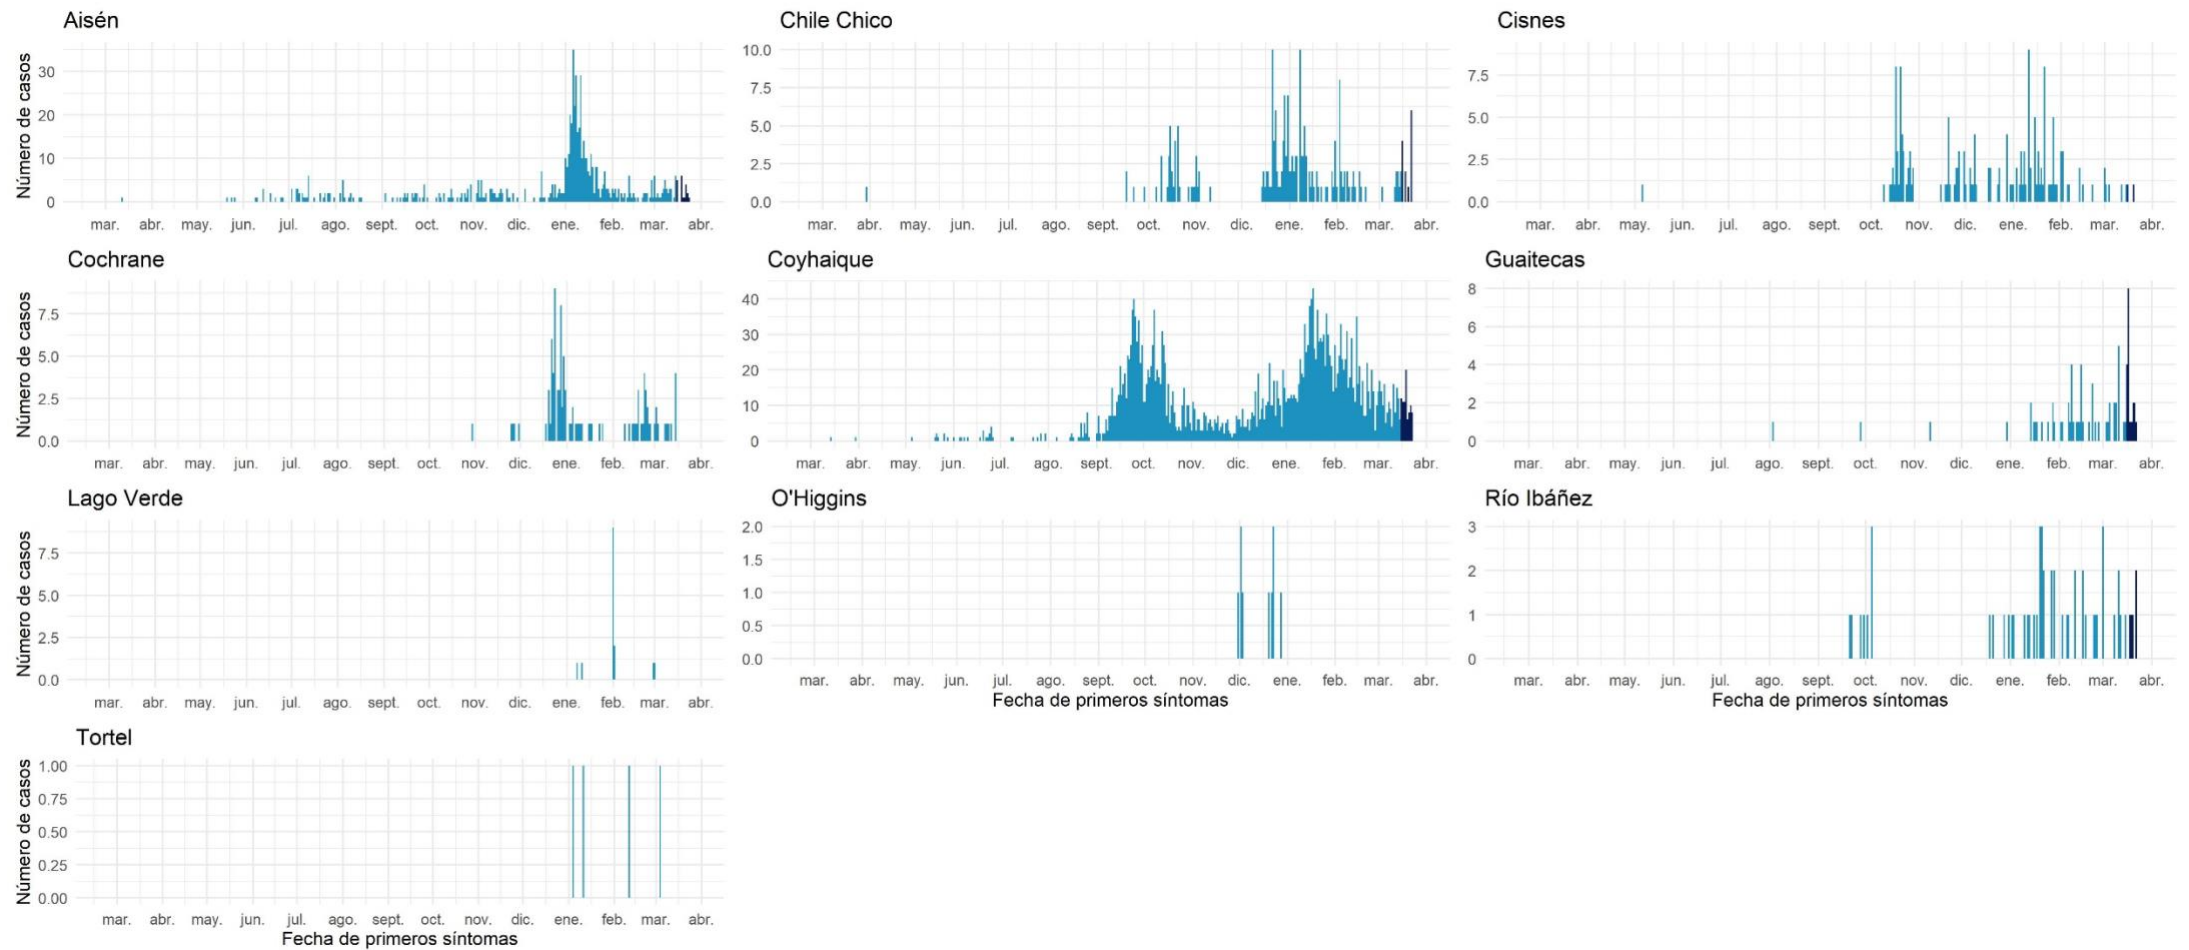 Aisén
Número de casos
30
20
10
0
mar. abr. may. jun. jul. ago. sept. oct. nov. dic. ene. feb. mar. abr.
Chile Chico
10.0
7.5
5.0
2.5
0.0
mar. abr. may. jun. jul. ago. sept. oct. nov. dic. ene. feb. mar. abr.
Cisnes
7.5
5.0
2.5
0.0
mar. abr. may. jun. jul. ago. sept. oct. nov. dic. ene. feb. mar. abr.
Cochrane
Número de casos
7.5
5.0
2.5
0.0
mar. abr. may. jun. jul. ago. sept. oct. nov. dic. ene. feb. mar. abr.
Coyhaique
40
30
20
10
0
mar. abr. may. jun. jul. ago. sept. oct. nov. dic. ene. feb. mar. abr.
Guaitecas
8
6
4
2
0
mar. abr. may. jun. jul. ago. sept. oct. nov. dic. ene. feb. mar. abr.
Lago Verde
Número de casos
7.5
5.0
2.5
0.0
mar. abr. may. jun. jul. ago. sept. oct. nov. dic. ene. feb. mar. abr.
O'Higgins
2.0
1.5
1.0
0.5
0.0
mar. abr. may. jun. jul. ago. sept. oct. nov. dic. ene. feb. mar. abr.
Fecha de primeros síntomas
Río Ibáñez
3
2
1
0
mar. abr. may. jun. jul. ago. sept. oct. nov. dic. ene. feb. mar. abr.
Fecha de primeros síntomas
Tortel
Número de casos
1.00
0.75
0.50
0.25
0.00
mar. abr. may. jun. jul. ago. sept. oct. nov. dic. ene. feb. mar. abr.
Fecha de primeros síntomas